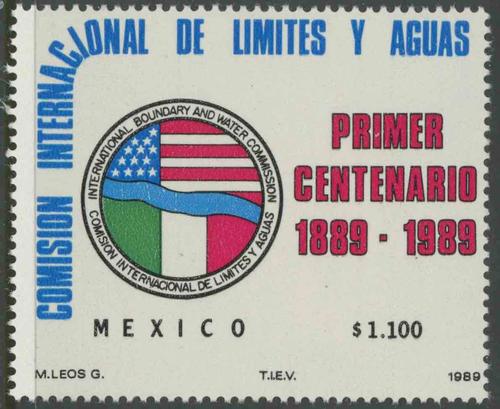 COMISION INTERNACIONAL DE LIMITES Y AGUAS
INTERNATIONAL BOUNDARY AND WATER COMMISSION
COMISION INTERNACIONAL DE LIMITES Y AGUAS
PRIMER
CENTENARIO
1889 - 1989
MEXICO
$1.100
M.LEOS G.
T.I.E.V.
1989